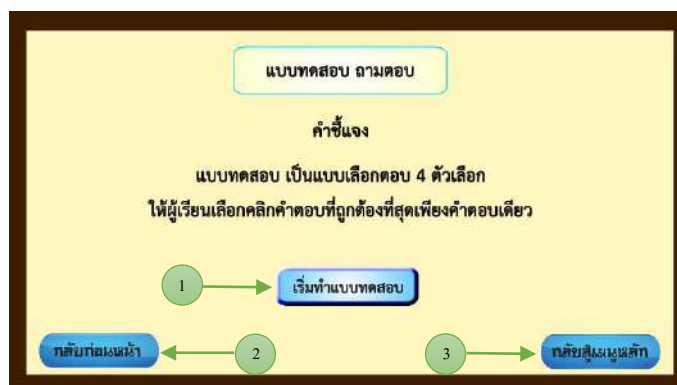 แบบทดสอบ ถามตอบ
คำชี้แจง
แบบทดสอบ เป็นแบบเลือกตอบ 4 ตัวเลือก
ให้ผู้เรียนเลือกคลิกคำตอบที่ถูกต้องที่สุดเพียงคำตอบเดียว
1
เริ่มทำแบบทดสอบ
กลับก่อนหน้า
2
3
กลับสู่เมนูหลัก